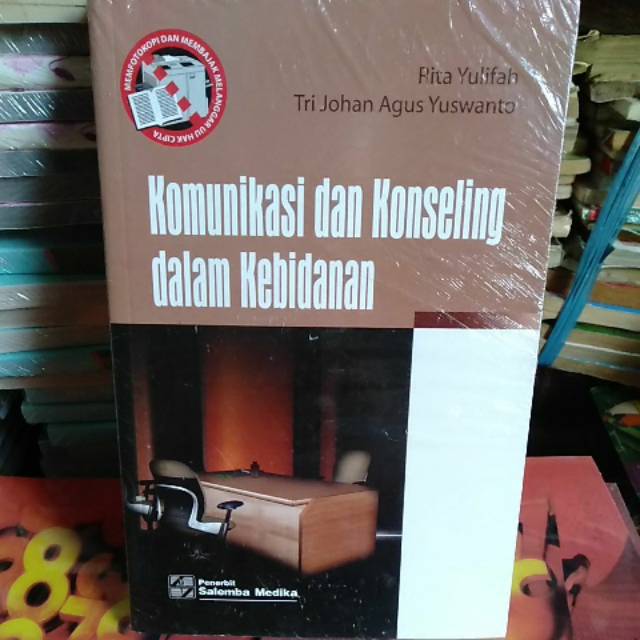 MEMFOTOKOPI DAN MEMBAJAK MELANGGAR UU HAK CIPTA
Rita Yulifah
Tri Johan Agus Yuswanto
Komunikasi dan Konseling
dalam Kebidanan
Penerbit
Salemba Medika